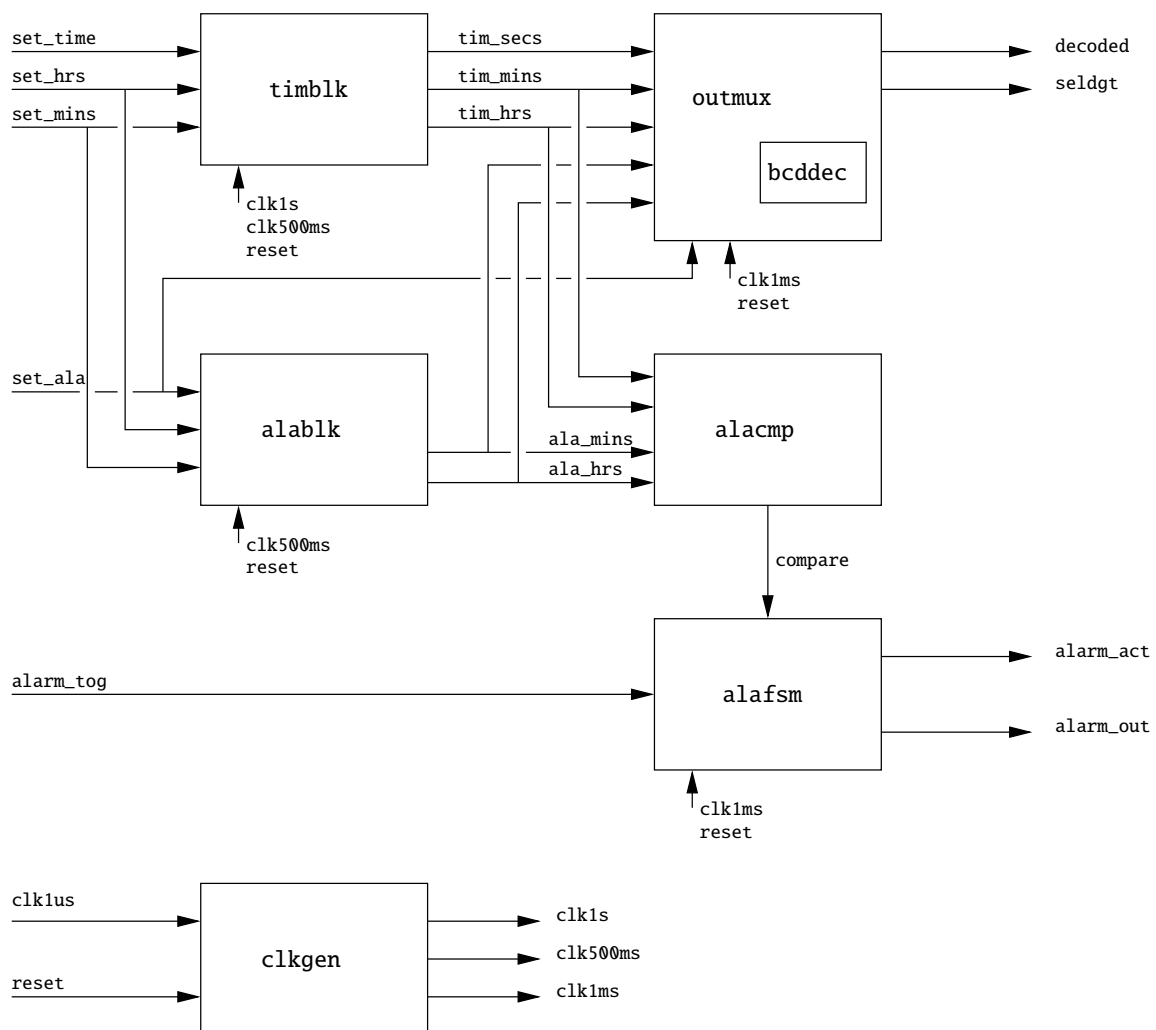 set_time
tim_secs
decoded
set_hrs
timblk
tim_mins
outmux
seldgt
set_mins
tim_hrs
bcddec
clk1s
clk500ms
reset
clk1ms
reset
set_ala
alablk
ala_mins
alacmp
ala_hrs
clk500ms
reset
compare
alarm_act
alarm_tog
alafsm
alarm_out
clk1ms
reset
clk1us
clk1s
clkgen
clk500ms
reset
clk1ms